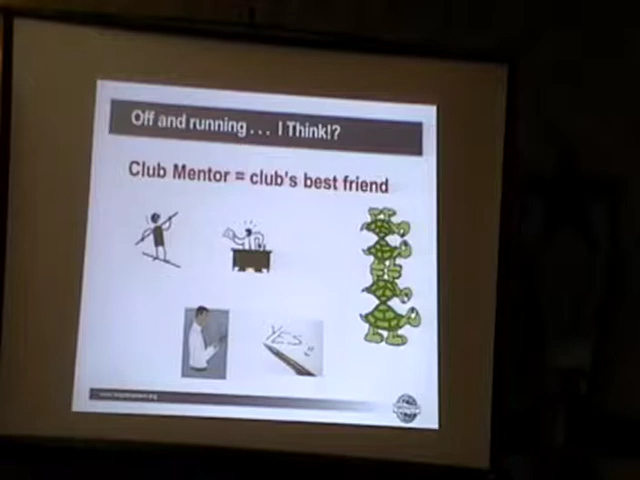 Off and running . . . I Think!?
Club Mentor = club's best friend
YES